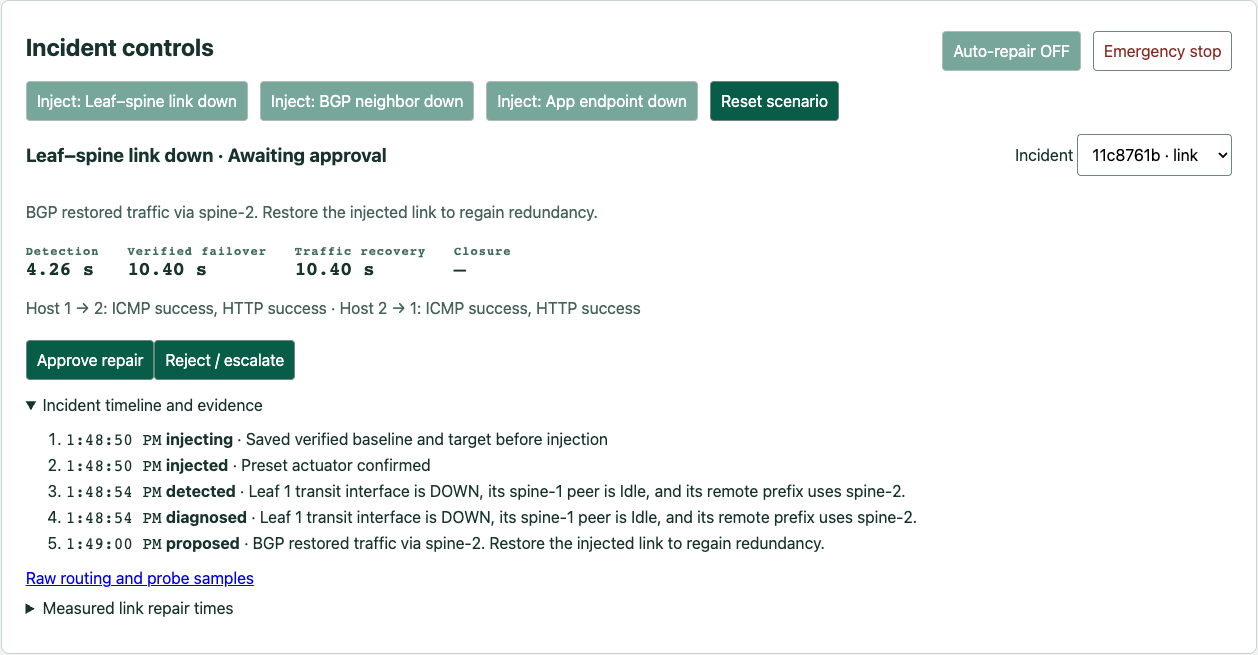 Incident controls
Auto-repair OFF
Emergency stop
Inject: Leaf–spine link down
Inject: BGP neighbor down
Inject: App endpoint down
Reset scenario
Leaf–spine link down · Awaiting approval
Incident
11c8761b · link
BGP restored traffic via spine-2. Restore the injected link to regain redundancy.
Detection
4.26 s
Verified failover
10.40 s
Traffic recovery
10.40 s
Closure
—
Host 1 → 2: ICMP success, HTTP success · Host 2 → 1: ICMP success, HTTP success
Approve repair
Reject / escalate
▼ Incident timeline and evidence
1. 1:48:50 PM injecting · Saved verified baseline and target before injection
2. 1:48:50 PM injected · Preset actuator confirmed
3. 1:48:54 PM detected · Leaf 1 transit interface is DOWN, its spine-1 peer is Idle, and its remote prefix uses spine-2.
4. 1:48:54 PM diagnosed · Leaf 1 transit interface is DOWN, its spine-1 peer is Idle, and its remote prefix uses spine-2.
5. 1:49:00 PM proposed · BGP restored traffic via spine-2. Restore the injected link to regain redundancy.
Raw routing and probe samples
▶ Measured link repair times